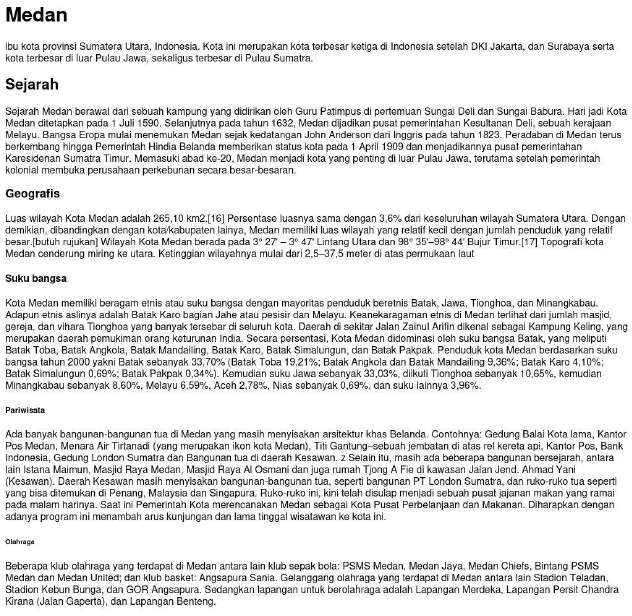 Medan
ibu kota provinsi Sumatera Utara, Indonesia. Kota ini merupakan kota terbesar ketiga di Indonesia setelah DKI Jakarta, dan Surabaya serta
kota terbesar di luar Pulau Jawa, sekaligus terbesar di Pulau Sumatra.
Sejarah
Sejarah Medan berawal dari sebuah kampung yang didirikan oleh Guru Patimpus di pertemuan Sungai Deli dan Sungai Babura. Hari jadi Kota
Medan ditetapkan pada 1 Juli 1590. Selanjutnya pada tahun 1632, Medan dijadikan pusat pemerintahan Kesultanan Deli, sebuah kerajaan
Melayu. Bangsa Eropa mulai menemukan Medan sejak kedatangan John Anderson dari Inggris pada tahun 1823. Peradaban di Medan terus
berkembang hingga Pemerintah Hindia Belanda memberikan status kota pada 1 April 1909 dan menjadikannya pusat pemerintahan
Karesidenan Sumatra Timur. Memasuki abad ke-20, Medan menjadi kota yang penting di luar Pulau Jawa, terutama setelah pemerintah
kolonial membuka perusahaan perkebunan secara besar-besaran.
Geografis
Luas wilayah Kota Medan adalah 265,10 km2.[16] Persentase luasnya sama dengan 3,6% dari keseluruhan wilayah Sumatera Utara. Dengan
demikian, dibandingkan dengan kota/kabupaten lainya, Medan memiliki luas wilayah yang relatif kecil dengan jumlah penduduk yang relatif
besar.[butuh rujukan] Wilayah Kota Medan berada pada 3° 27' – 3° 47' Lintang Utara dan 98° 35'–98° 44' Bujur Timur.[17] Topografi kota
Medan cenderung miring ke utara. Ketinggian wilayahnya mulai dari 2,5–37,5 meter di atas permukaan laut
Suku bangsa
Kota Medan memiliki beragam etnis atau suku bangsa dengan mayoritas penduduk beretnis Batak, Jawa, Tionghoa, dan Minangkabau.
Adapun etnis aslinya adalah Batak Karo bagian Jahe atau pesisir dan Melayu. Keanekaragaman etnis di Medan terlihat dari jumlah masjid,
gereja, dan vihara Tionghoa yang banyak tersebar di seluruh kota. Daerah di sekitar Jalan Zainul Arifin dikenal sebagai Kampung Keling, yang
merupakan daerah pemukiman orang keturunan India. Secara persentasi, Kota Medan didominasi oleh suku bangsa Batak, yang meliputi
Batak Toba, Batak Angkola, Batak Mandailing, Batak Karo, Batak Simalungun, dan Batak Pakpak. Penduduk kota Medan berdasarkan suku
bangsa tahun 2000 yakni Batak sebanyak 33,70% (Batak Toba 19,21%; Batak Angkola dan Batak Mandailing 9,36%; Batak Karo 4,10%;
Batak Simalungun 0,69%; Batak Pakpak 0,34%). Kemudian suku Jawa sebanyak 33,03%, diikuti Tionghoa sebanyak 10,65%, kemudian
Minangkabau sebanyak 8,60%, Melayu 6,59%, Aceh 2,78%, Nias sebanyak 0,69%, dan suku lainnya 3,96%.
Pariwisata
Ada banyak bangunan-bangunan tua di Medan yang masih menyisakan arsitektur khas Belanda. Contohnya: Gedung Balai Kota lama, Kantor
Pos Medan, Menara Air Tirtanadi (yang merupakan ikon kota Medan), Titi Gantung–sebuah jembatan di atas rel kereta api, Kantor Pos, Bank
Indonesia, Gedung London Sumatra dan Bangunan tua di daerah Kesawan. z Selain itu, masih ada beberapa bangunan bersejarah, antara
lain Istana Maimun, Masjid Raya Medan, Masjid Raya Al Osmani dan juga rumah Tjong A Fie di kawasan Jalan Jend. Ahmad Yani
(Kesawan). Daerah Kesawan masih menyisakan bangunan-bangunan tua, seperti bangunan PT London Sumatra, dan ruko-ruko tua seperti
yang bisa ditemukan di Penang, Malaysia dan Singapura. Ruko-ruko ini, kini telah disulap menjadi sebuah pusat jajanan makan yang ramai
pada malam harinya. Saat ini Pemerintah Kota merencanakan Medan sebagai Kota Pusat Perbelanjaan dan Makanan. Diharapkan dengan
adanya program ini menambah arus kunjungan dan lama tinggal wisatawan ke kota ini.
Olahraga
Beberapa klub olahraga yang terdapat di Medan antara lain klub sepak bola: PSMS Medan, Medan Jaya, Medan Chiefs, Bintang PSMS
Medan dan Medan United; dan klub basket: Angsapura Sania. Gelanggang olahraga yang terdapat di Medan antara lain Stadion Teladan,
Stadion Kebun Bunga, dan GOR Angsapura. Sedangkan lapangan untuk berolahraga adalah Lapangan Merdeka, Lapangan Persit Chandra
Kirana (Jalan Gaperta), dan Lapangan Benteng.